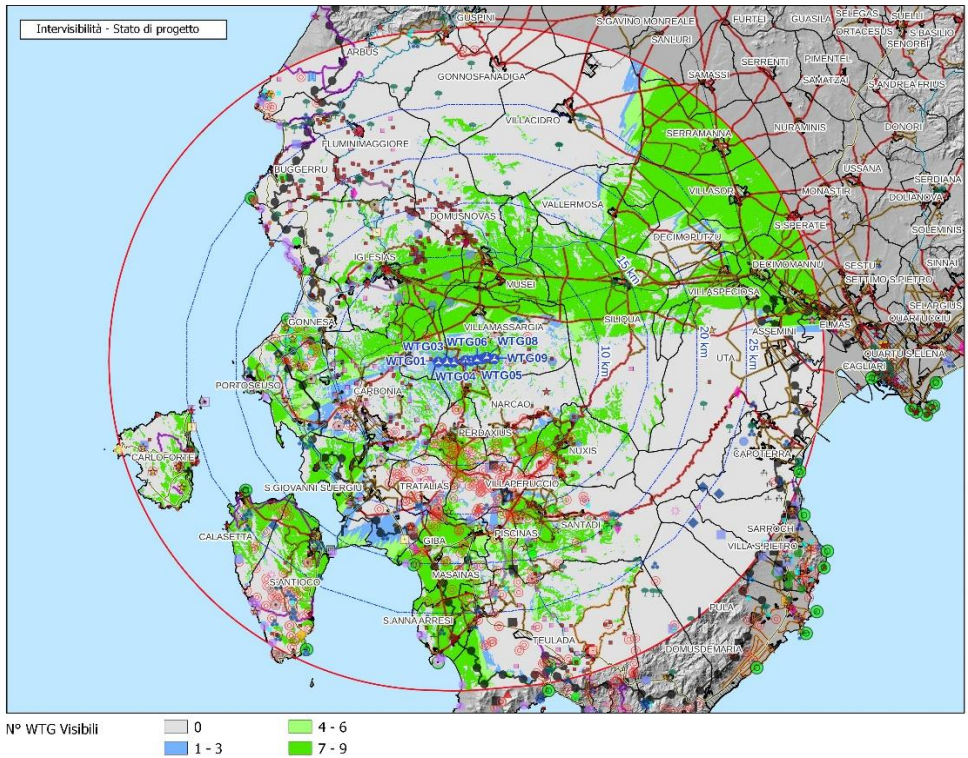 Intervisibilità - Stato di progetto
GUSPINI
S.GAVINO MONREALE
FURTEI
GUASILA
SELEGAS
SUELLI
ORTACESUS
S.BASILIO
SENORBI
SANLURI
ARBUS
SERRENTI
PIMENTEL
SAMATZAI
GONNOSFANADIGA
SAMASSI
S.ANDREA FRIUS
VILLACIDRO
NURAMINIS
DONORI
SERRAMANNA
FLUMINIMAGGIORE
USSANA
BUGGERRU
SERDIANA
DOLIANOVA
VILLASOR
MONASTIR
VALLERMOSA
DOMUSNOVAS
S.SPERATE
SOLEMINIS
DECIMOPUTZU
IGLESIAS
15 km
DECIMOMANNU
SESTU
SINNAI
SETTIMO S.PIETRO
MUSEI
VILLASPECIOSA
SELARGIUS
GONNESA
VILLAMASSARGIA
SILIQUA
QUARTUCCIU
ASSEMINI
ELMAS
WTG03
WTG06
WTG08
20 km
QUARTU S.ELENA
WTG01
WTG09
10 km
25 km
UTA
CAGLIARI
WTG04
WTG05
PORTOSCUSO
CARBONIA
NARCAO
PERDAXIUS
CARLOFORTE
NUXIS
CAPOTERRA
S.GIOVANNI SUERGIU
TRATALIAS
VILLAPERUCCIO
SANTADI
SARROCH
CALASETTA
PISCINAS
GIBA
VILLA S.PIETRO
MASAINAS
S.ANTIOCO
PULA
S.ANNA ARRESI
TEULADA
DOMUSDEMARIA
N° WTG Visibili
0
4 - 6
1 - 3
7 - 9